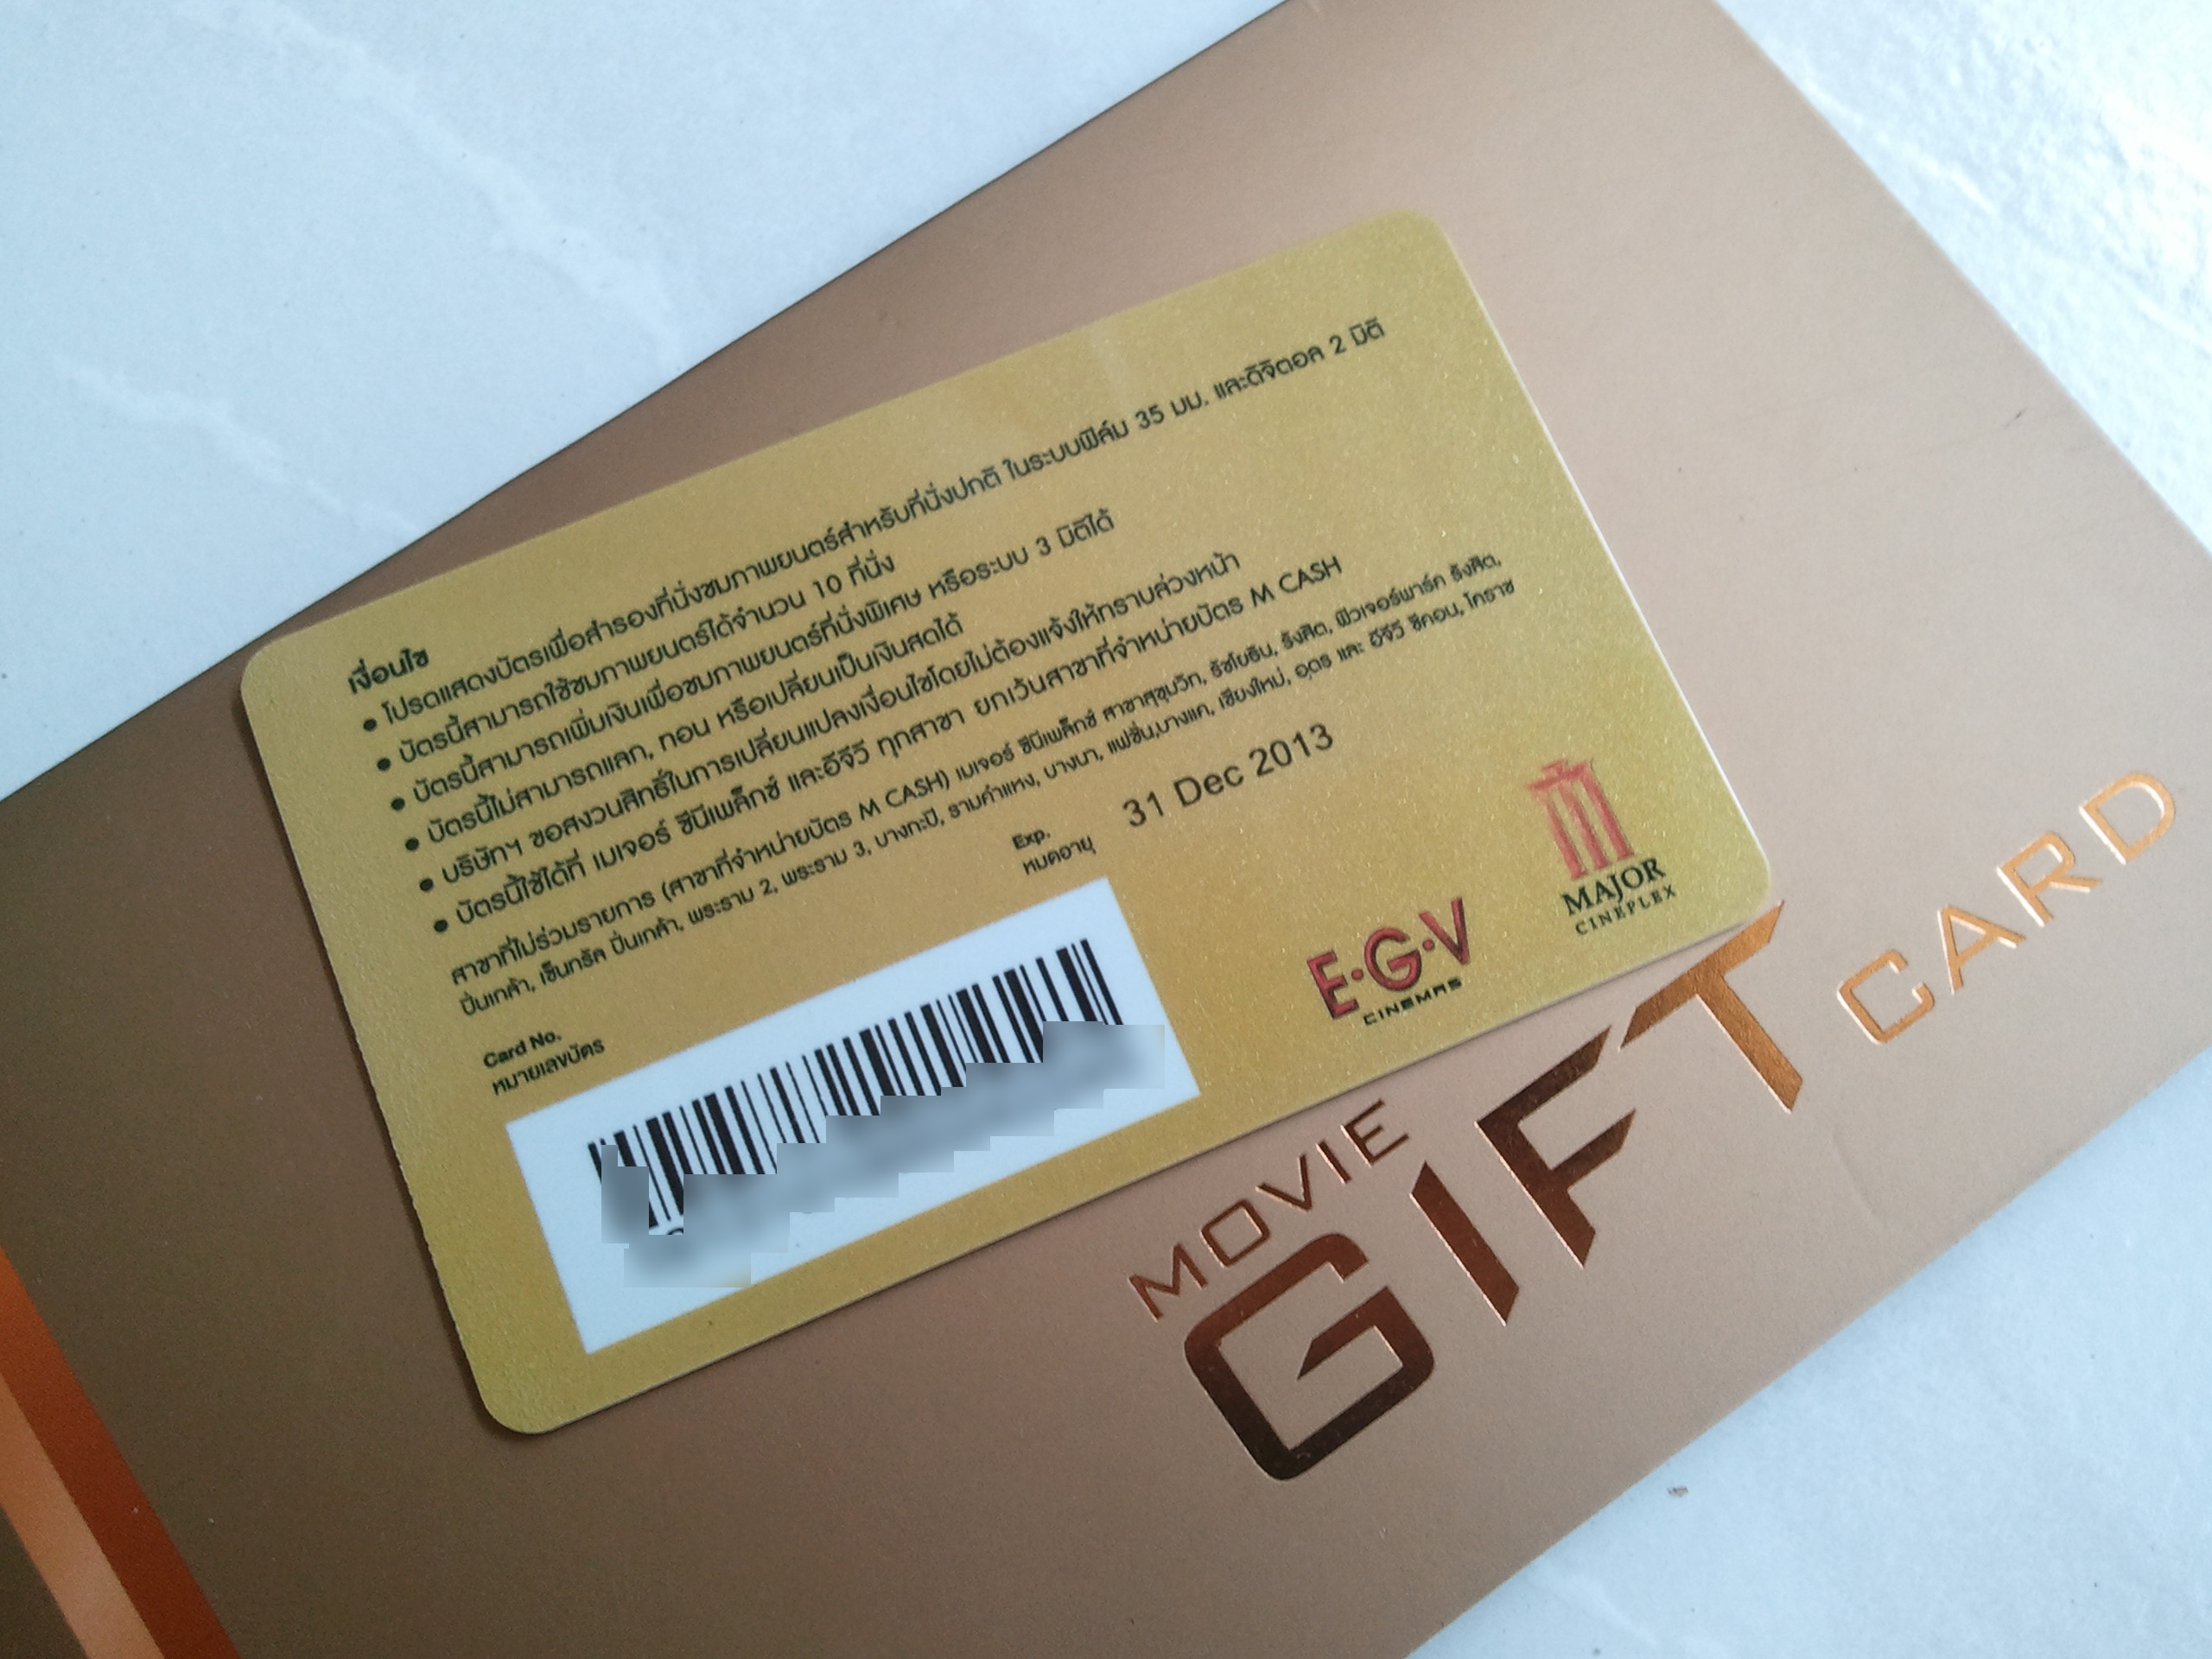 เงื่อนไข
• โปรดแสดงบัตรเพื่อสำรองที่นั่งชมภาพยนตร์สำหรับที่นั่งปกติ ในระบบฟิล์ม 35 มม. และดิจิตอล 2 มิติ
• บัตรนี้สามารถใช้ชมภาพยนตร์ได้จำนวน 10 ที่นั่ง
• บัตรนี้สามารถเพิ่มเงินเพื่อชมภาพยนตร์ที่นั่งพิเศษ หรือระบบ 3 มิติได้
• บัตรนี้ไม่สามารถแลก, ทอน หรือเปลี่ยนเป็นเงินสดได้
• บริษัทฯ ขอสงวนสิทธิ์ในการเปลี่ยนแปลงเงื่อนไขโดยไม่ต้องแจ้งให้ทราบล่วงหน้า
• บัตรนี้ใช้ได้ที่ เมเจอร์ ซีนีเพล็กซ์ และอีจีวี ทุกสาขา ยกเว้นสาขาที่จำหน่ายบัตร M CASH
สาขาที่ไม่ร่วมรายการ (สาขาที่จำหน่ายบัตร M CASH) เมเจอร์ ซีนีเพล็กซ์ สาขาสุขุมวิท, รัชโยธิน, รังสิต, ฟิวเจอร์พาร์ค รังสิต,
ปิ่นเกล้า, เซ็นทรัล ปิ่นเกล้า, พระราม 2, พระราม 3, บางกะปิ, รามคำแหง, บางนา, แฟชั่น,บางแค, เชียงใหม่, อุดร และ อีจีวี ซีคอน, โคราช
Exp.
หมดอายุ
31 Dec 2013
Card No.
หมายเลขบัตร
E·G·V
CINEMAS
MAJOR
CINEPLEX
MOVIE
GIFT CARD